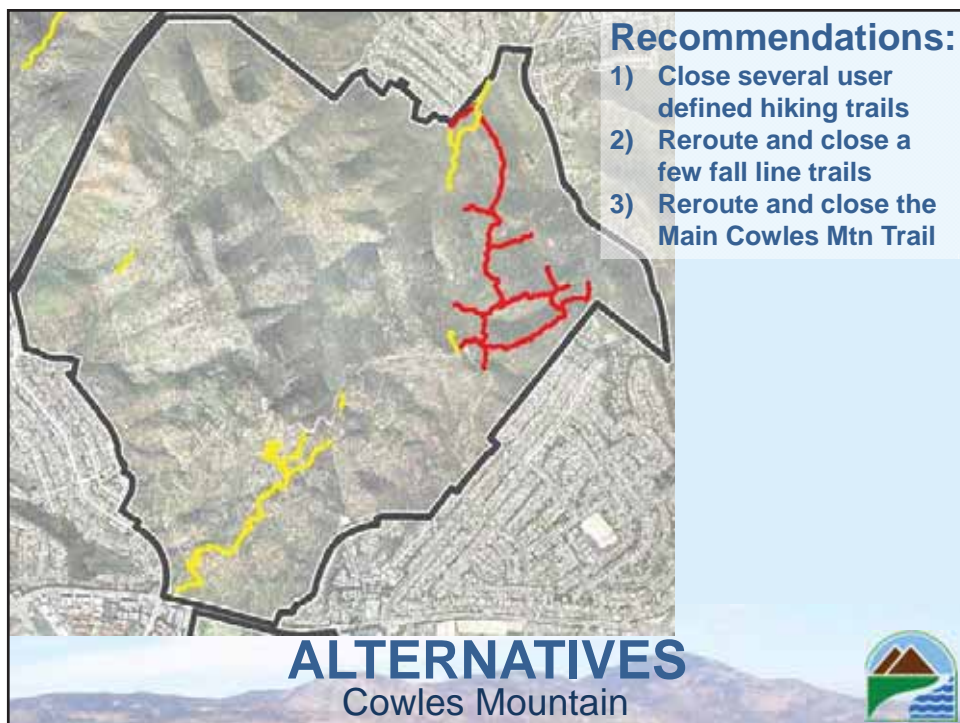 Recommendations:
1) Close several user
defined hiking trails
2) Reroute and close a
few fall line trails
3) Reroute and close the
Main Cowles Mtn Trail
ALTERNATIVES
Cowles Mountain